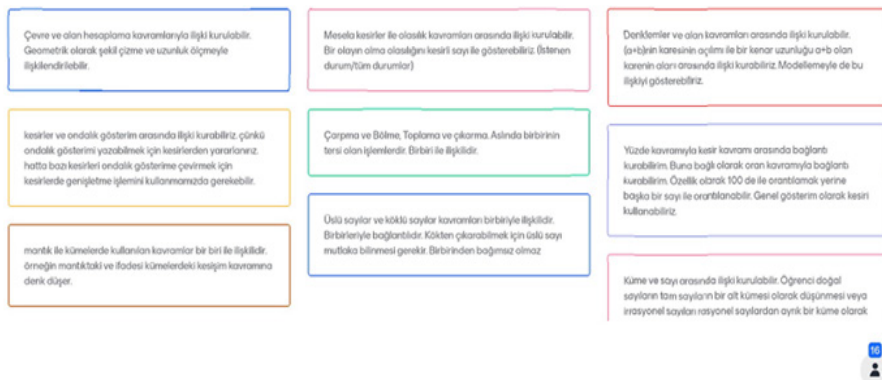 Çevre ve alan hesaplama kavramlarıyla ilişki kurulabilir.
Geometrik olarak şekil çizme ve uzunluk ölçmeyle
ilişkilendirilebilir.
kesirler ve ondalık gösterim arasında ilişki kurabiliriz. çünkü
ondalık gösterimi yazabilmek için kesirlerden yararlanırız.
hatta bazı kesirleri ondalık gösterime çevirmek için
kesirlerde genişletme işlemini kullanmamızda gerekebilir.
mantık ile kümelerde kullanılan kavramlar bir biri ile ilişkilidir.
örneğin mantıktaki ve ifadesi kümelerdeki kesişim kavramına
denk düşer.
Mesela kesirler ile olasılık kavramları arasında ilişki kurulabilir.
Bir olayın olma olasılığını kesirli sayı ile gösterebiliriz (İstenen
durum/tüm durumlar)
Çarpma ve Bölme, Toplama ve çıkarma. Aslında birbirinin
tersi olan işlemlerdir. Birbiri ile ilişkilidir.
Üslü sayılar ve köklü sayılar kavramları birbiriyle ilişkilidir.
Birbirleriyle bağlantılıdır. Kökten çıkarabilmek için üslü sayı
mutlaka bilinmesi gerekir. Birbirinden bağımsız olmaz
Denklemler ve alan kavramları arasında ilişki kurulabilir.
(a+b)nin karesinin açılımı ile bir kenar uzunluğu a+b olan
karenin alanı arasında ilişki kurabiliriz. Modellemeyle de bu
ilişkiyi gösterebiliriz.
Yüzde kavramıyla kesir kavramı arasında bağlantı
kurabilirim. Buna bağlı olarak oran kavramıyla bağlantı
kurabilirim. Özellik olarak 100 de ile orantılamak yerine
başka bir sayı ile orantılanabilir. Genel gösterim olarak kesiri
kullanabiliriz.
Küme ve sayı arasında ilişki kurulabilir. Öğrenci doğal
sayıların tam sayıların bir alt kümesi olarak düşünmesi veya
irrasyonel sayıları rasyonel sayılardan ayrık bir küme olarak
16